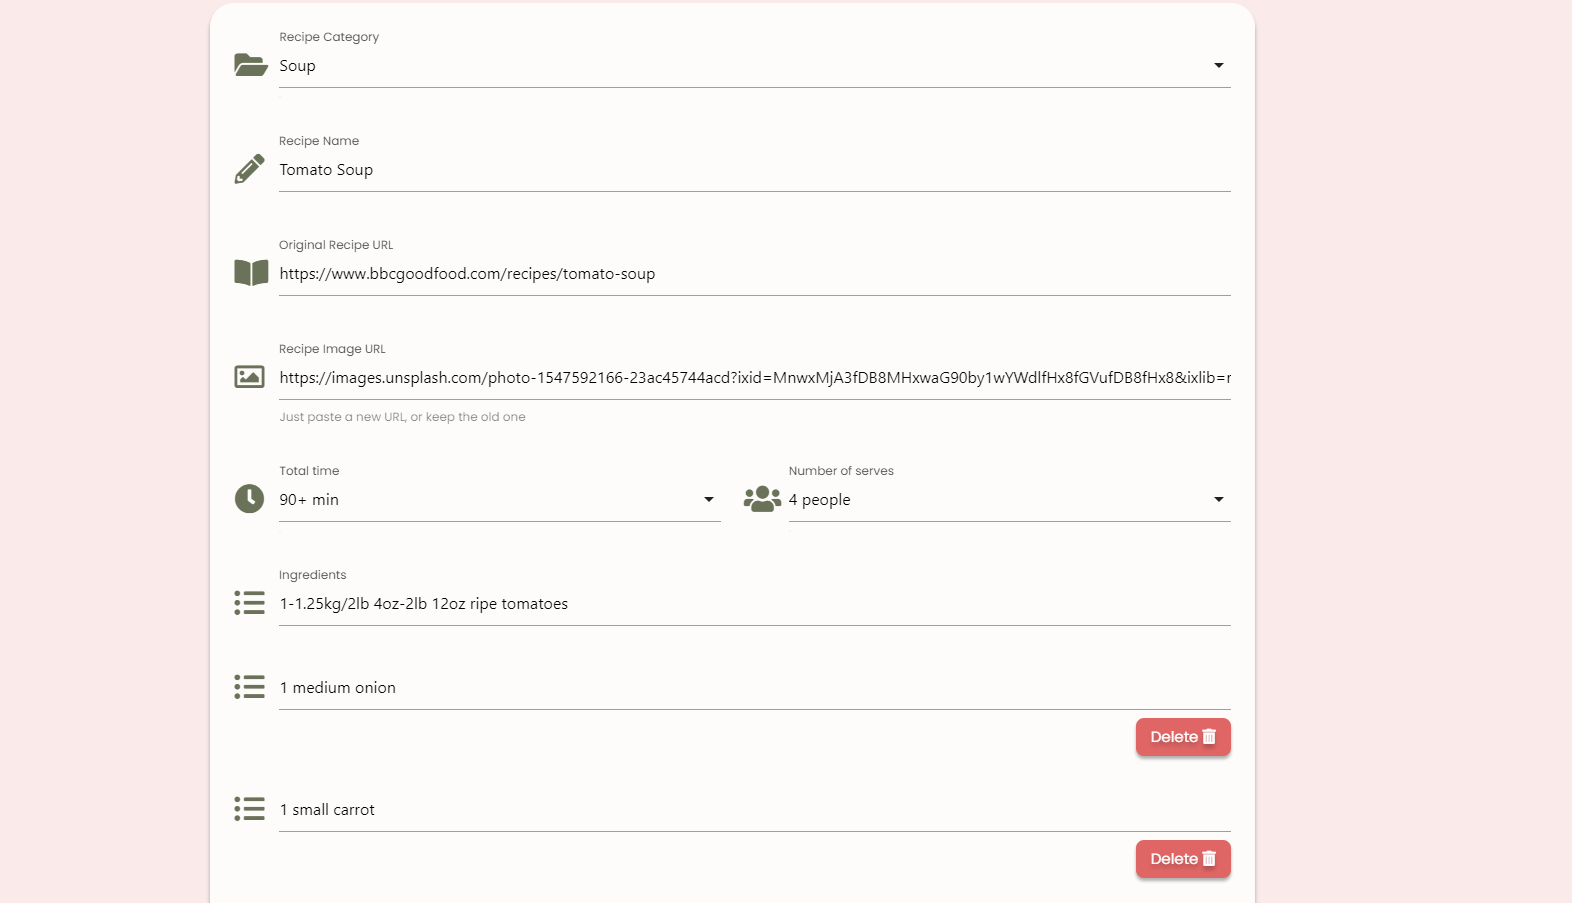 Recipe Category
Soup
Recipe Name
Tomato Soup
Original Recipe URL
https://www.bbcgoodfood.com/recipes/tomato-soup
Recipe Image URL
https://images.unsplash.com/photo-1547592166-23ac45744acd?ixid=MnwxMjA3fDB8MHxwaG90by1wYWdlfHx8fGVufDB8fHx8&ixlib=r
Just paste a new URL, or keep the old one
Total time
90+ min
Number of serves
4 people
Ingredients
1-1.25kg/2lb 4oz-2lb 12oz ripe tomatoes
1 medium onion
Delete
1 small carrot
Delete